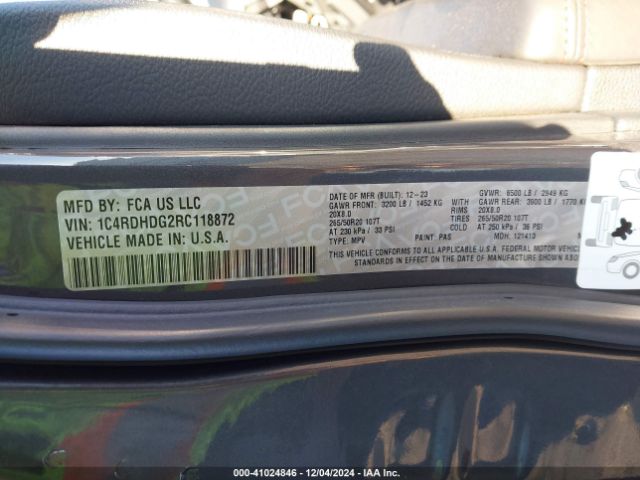 MFD BY: FCA US LLC
VIN: 1C4RDHDG2RC118872
VEHICLE MADE IN: U.S.A.
DATE OF MFR (BUILT): 12-23
GAWR FRONT: 3200 LB / 1452 KG
20X8.0
265/50R20 107T
AT 230 kPa / 33 PSI
TYPE: MPV PAINT: PAS
GVWR: 6500 LB / 2949 KG
WITH GAWR REAR: 3900 LB / 1770 KG
RIMS 20X8.0
TIRES 265/50R20 107T
COLD AT 250 kPa / 36 PSI
MDH: 121413
THIS VEHICLE CONFORMS TO ALL APPLICABLE U.S.A. FEDERAL MOTOR VEHIC
STANDARDS IN EFFECT ON THE DATE OF MANUFACTURE SHOWN ABO
000-41024846 - 12/04/2024 - IAA Inc.